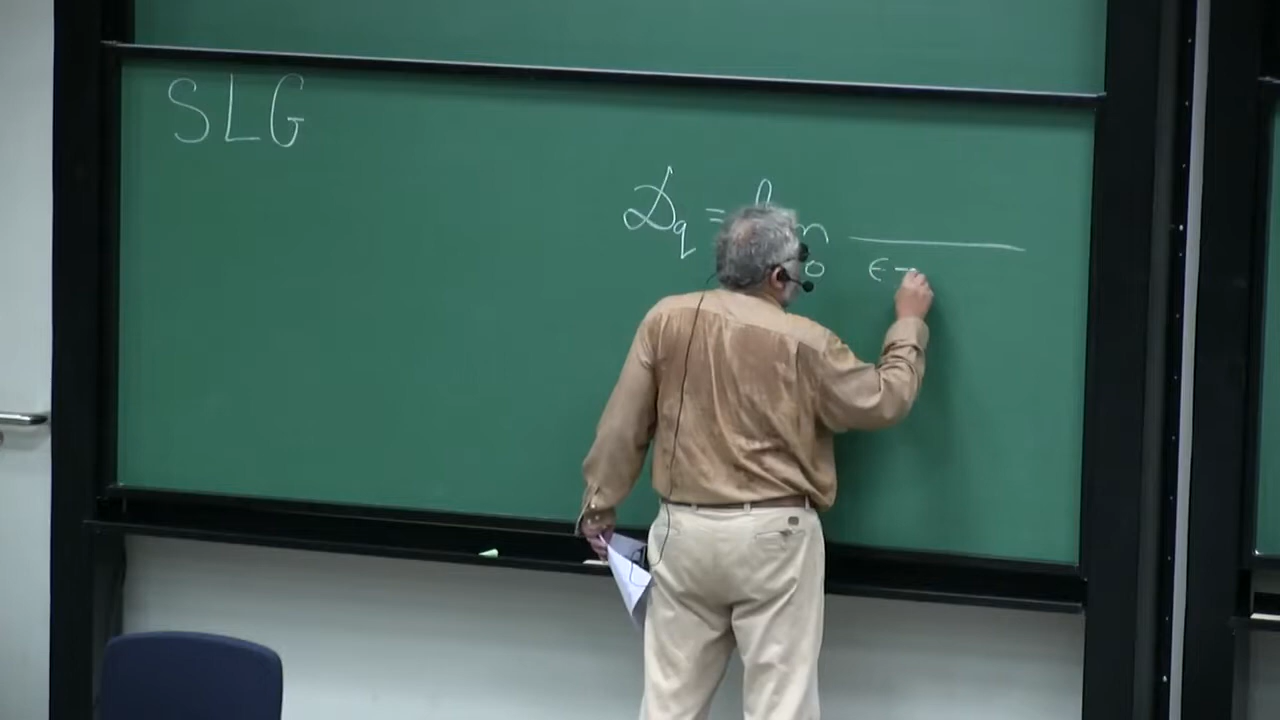 SLG
𝒟q =
ϵ –